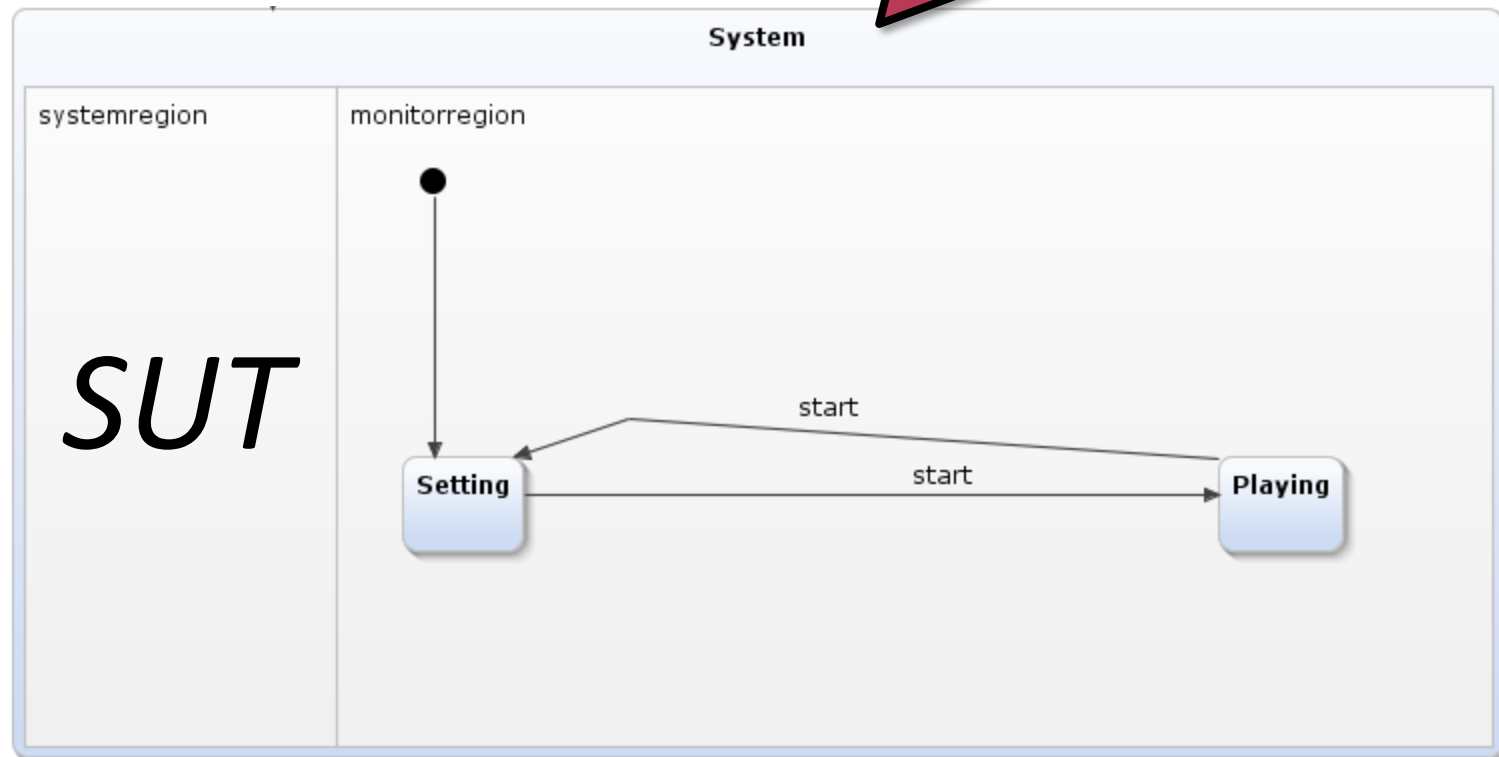 System
systemregion
monitorregion
SUT
start
start
Setting
Playing